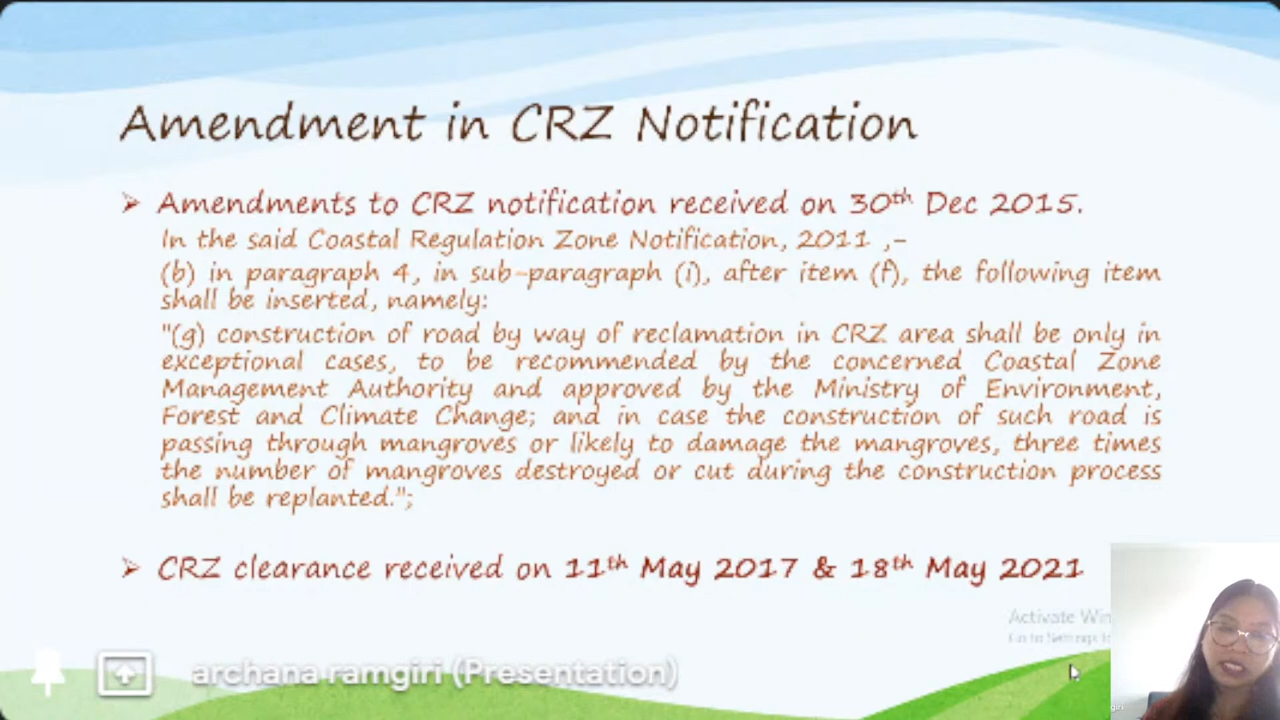 Amendment in CRZ Notification
➢ Amendments to CRZ notification received on 30th Dec 2015.
In the said Coastal Regulation Zone Notification, 2011 ,–
(b) in paragraph 4, in sub-paragraph (i), after item (f), the following item
shall be inserted, namely:
"(g) construction of road by way of reclamation in CRZ area shall be only in
exceptional cases, to be recommended by the concerned Coastal Zone
Management Authority and approved by the Ministry of Environment,
Forest and Climate Change; and in case the construction of such road is
passing through mangroves or likely to damage the mangroves, three times
the number of mangroves destroyed or cut during the construction process
shall be replanted.";
➢ CRZ clearance received on 11th May 2017 & 18th May 2021
Activate Win
Go to Settings t
archana ramgiri (Presentation)
giri